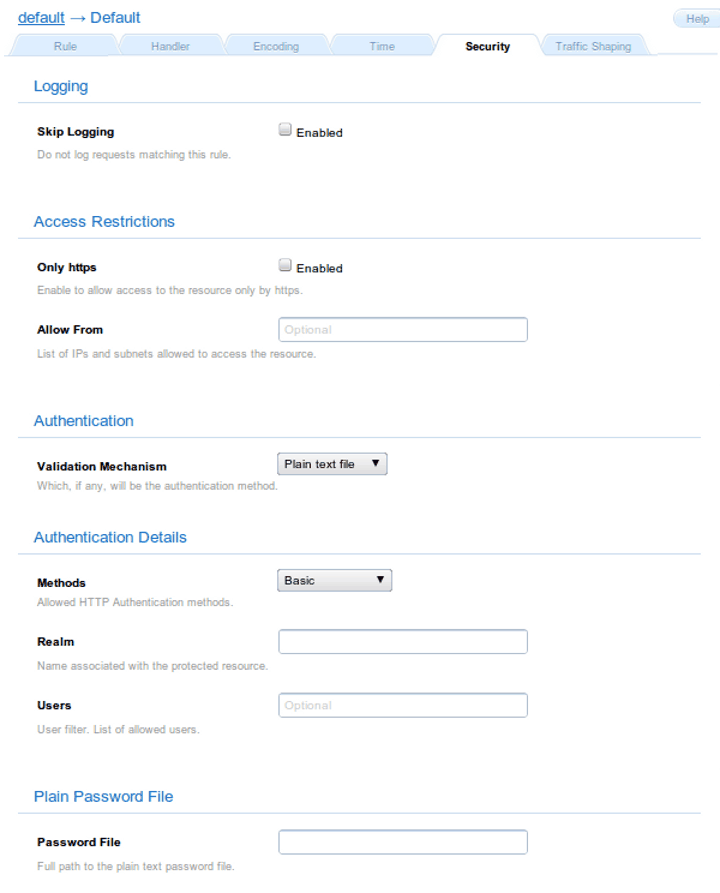 default → Default
Help
Rule Handler Encoding Time Security Traffic Shaping
Logging
Skip Logging Enabled
Do not log requests matching this rule.
Access Restrictions
Only https Enabled
Enable to allow access to the resource only by https.
Allow From Optional
List of IPs and subnets allowed to access the resource.
Authentication
Validation Mechanism Plain text file ▼
Which, if any, will be the authentication method.
Authentication Details
Methods Basic ▼
Allowed HTTP Authentication methods.
Realm
Name associated with the protected resource.
Users Optional
User filter. List of allowed users.
Plain Password File
Password File
Full path to the plain text password file.